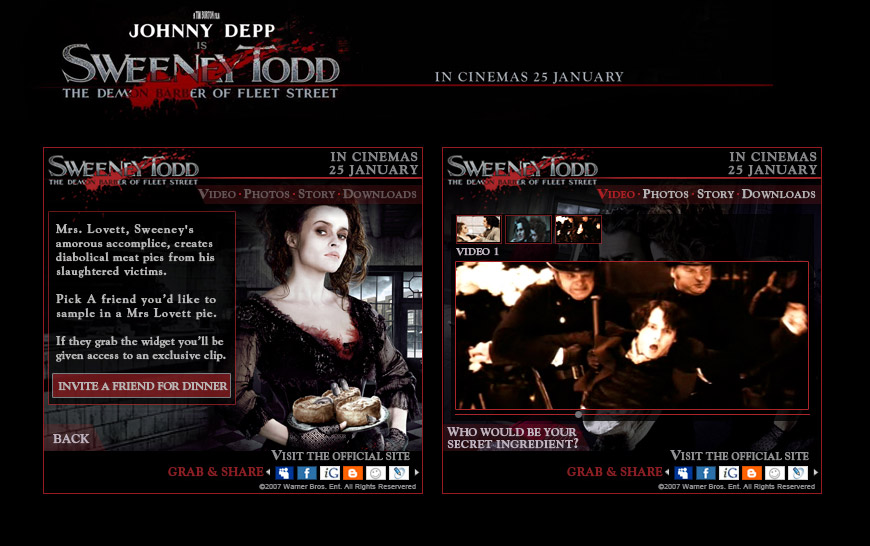 A TIM BURTON FILM
JOHNNY DEPP
IS
SWEENEY TODD
THE DEMON BARBER OF FLEET STREET
IN CINEMAS 25 JANUARY
SWEENEY TODD
THE DEMON BARBER OF FLEET STREET
IN CINEMAS
25 JANUARY
VIDEO · PHOTOS · STORY · DOWNLOADS
Mrs. Lovett, Sweeney's
amorous accomplice, creates
diabolical meat pies from his
slaughtered victims.
Pick A friend you'd like to
sample in a Mrs Lovett pie.
If they grab the widget you'll be
given access to an exclusive clip.
INVITE A FRIEND FOR DINNER
BACK
VISIT THE OFFICIAL SITE
GRAB & SHARE
f
iG
©2007 Warner Bros. Ent. All Rights Reserved
SWEENEY TODD
THE DEMON BARBER OF FLEET STREET
IN CINEMAS
25 JANUARY
VIDEO · PHOTOS · STORY · DOWNLOADS
VIDEO 1
WHO WOULD BE YOUR
SECRET INGREDIENT?
VISIT THE OFFICIAL SITE
GRAB & SHARE
f
iG
©2007 Warner Bros. Ent. All Rights Reserved